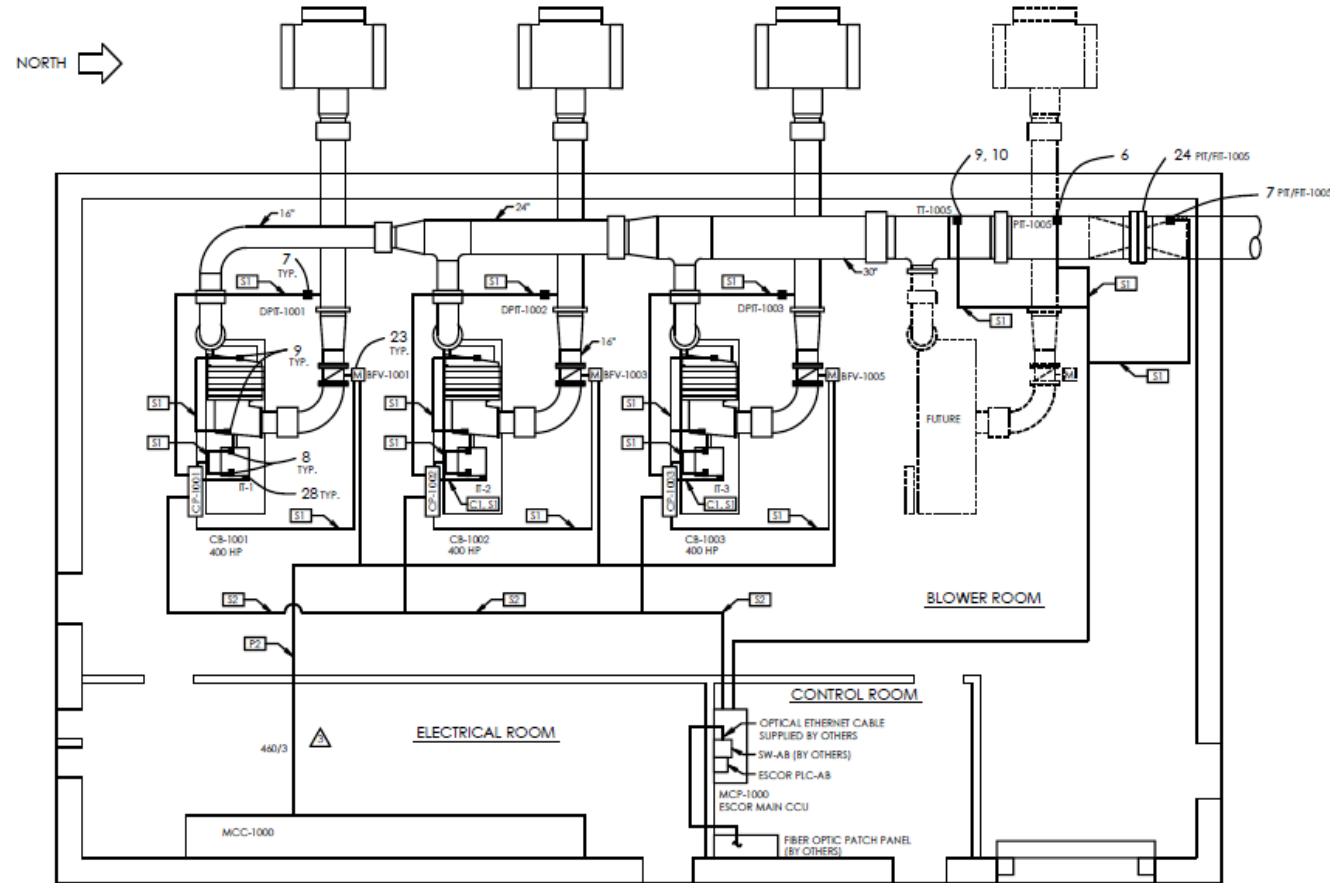 NORTH
9, 10
6
24 PIT/FIT-1005
7 PIT/FIT-1005
16"
24"
TT-1005
PIT-1005
30"
7
TYP.
S1
S1
S1
S1
S1
S1
DPIT-1001
DPIT-1002
DPIT-1003
23
TYP.
16"
9
TYP.
M
BFV-1001
M
BFV-1003
M
BFV-1005
M
S1
S1
S1
FUTURE
S1
S1
S1
8
TYP.
CP-1001
CP-1002
CP-1003
IT-1
IT-2
IT-3
28 TYP.
C1, S1
C1, S1
S1
S1
S1
CB-1001
400 HP
CB-1002
400 HP
CB-1003
400 HP
S2
S2
S2
BLOWER ROOM
P2
CONTROL ROOM
ELECTRICAL ROOM
OPTICAL ETHERNET CABLE
SUPPLIED BY OTHERS
460/3
3
SW-AB (BY OTHERS)
ESCOR PLC-AB
MCP-1000
ESCOR MAIN CCU
MCC-1000
FIBER OPTIC PATCH PANEL
(BY OTHERS)